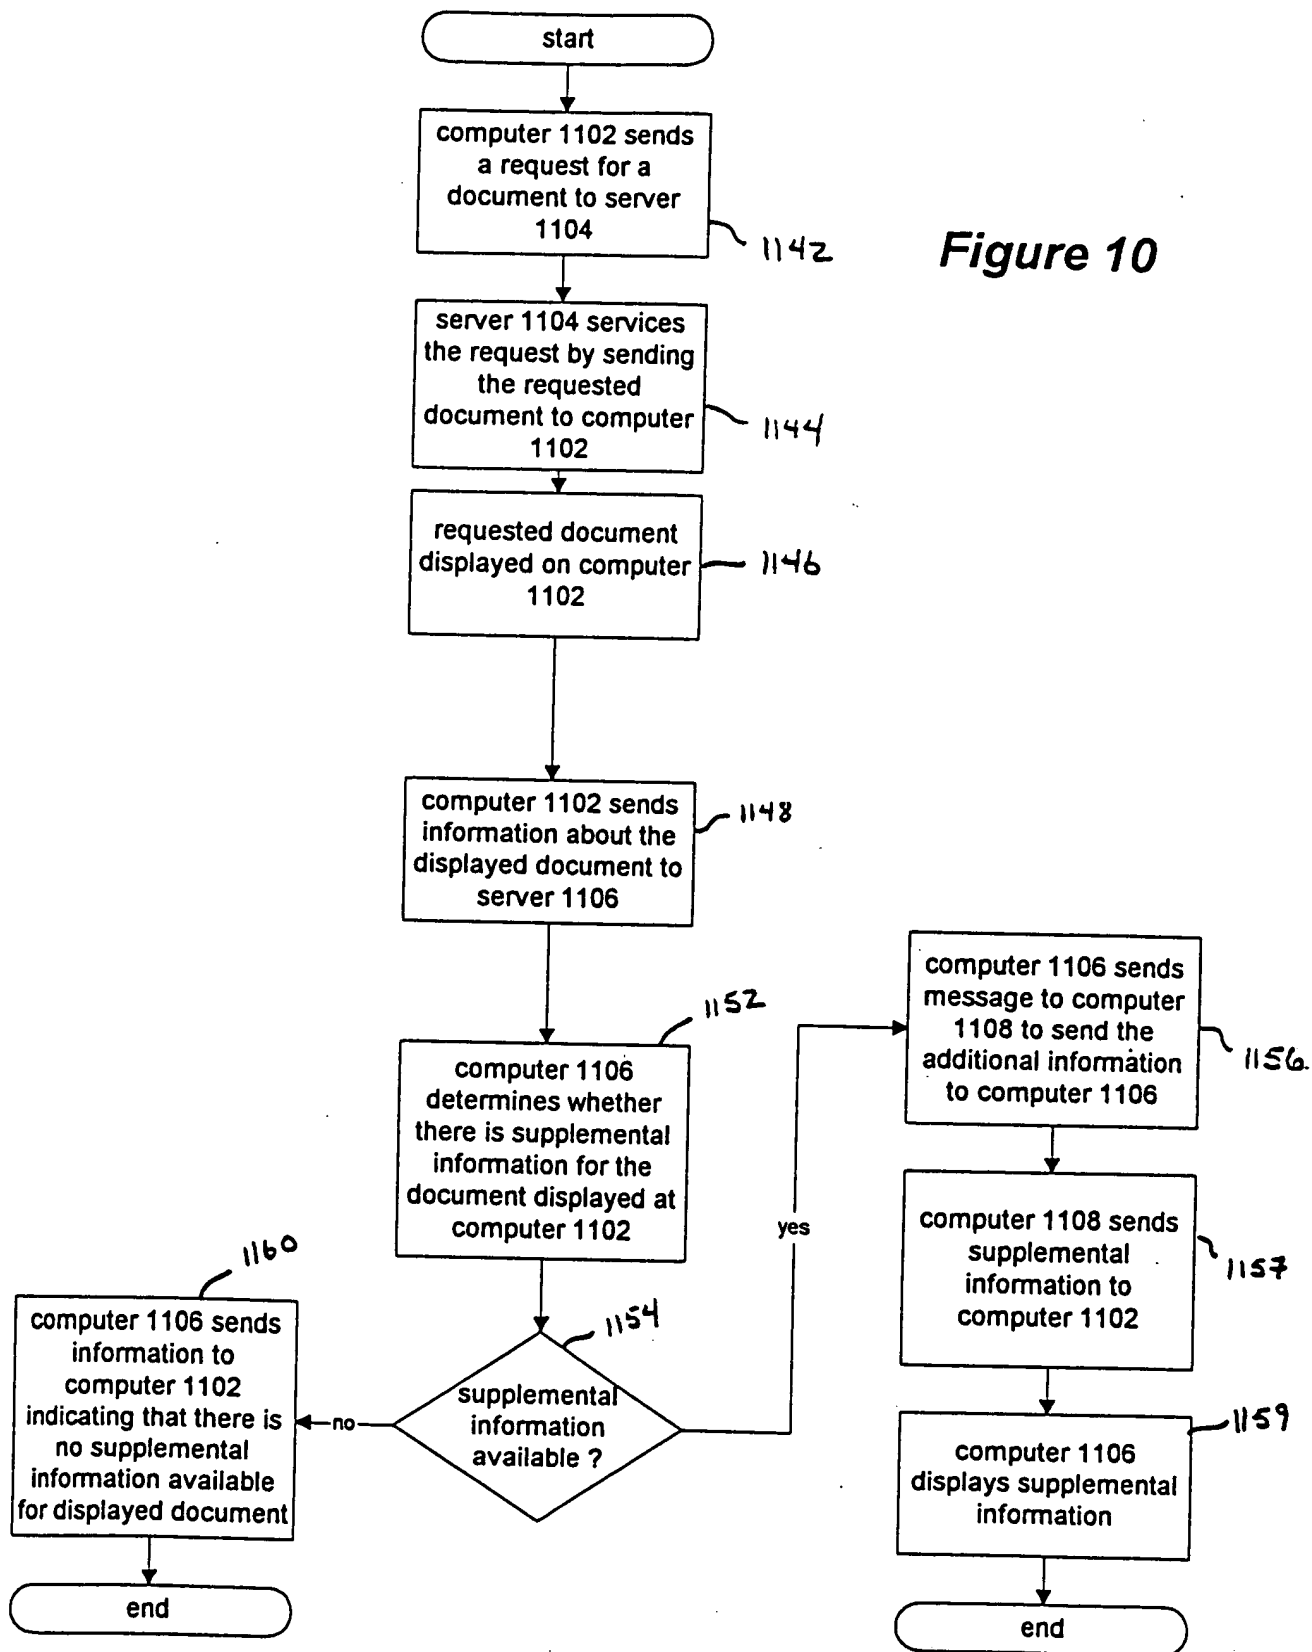 start
computer 1102 sends
a request for a
document to server
1104
1142
Figure 10
server 1104 services
the request by sending
the requested
document to computer
1102
1144
requested document
displayed on computer
1102
1146
computer 1102 sends
information about the
displayed document to
server 1106
1148
computer 1106
determines whether
there is supplemental
information for the
document displayed at
computer 1102
1152
supplemental
information
available ?
1154
no
computer 1106 sends
information to
computer 1102
indicating that there is
no supplemental
information available
for displayed document
1160
end
yes
computer 1106 sends
message to computer
1108 to send the
additional information
to computer 1106
1156
computer 1108 sends
supplemental
information to
computer 1102
1157
computer 1106
displays supplemental
information
1159
end